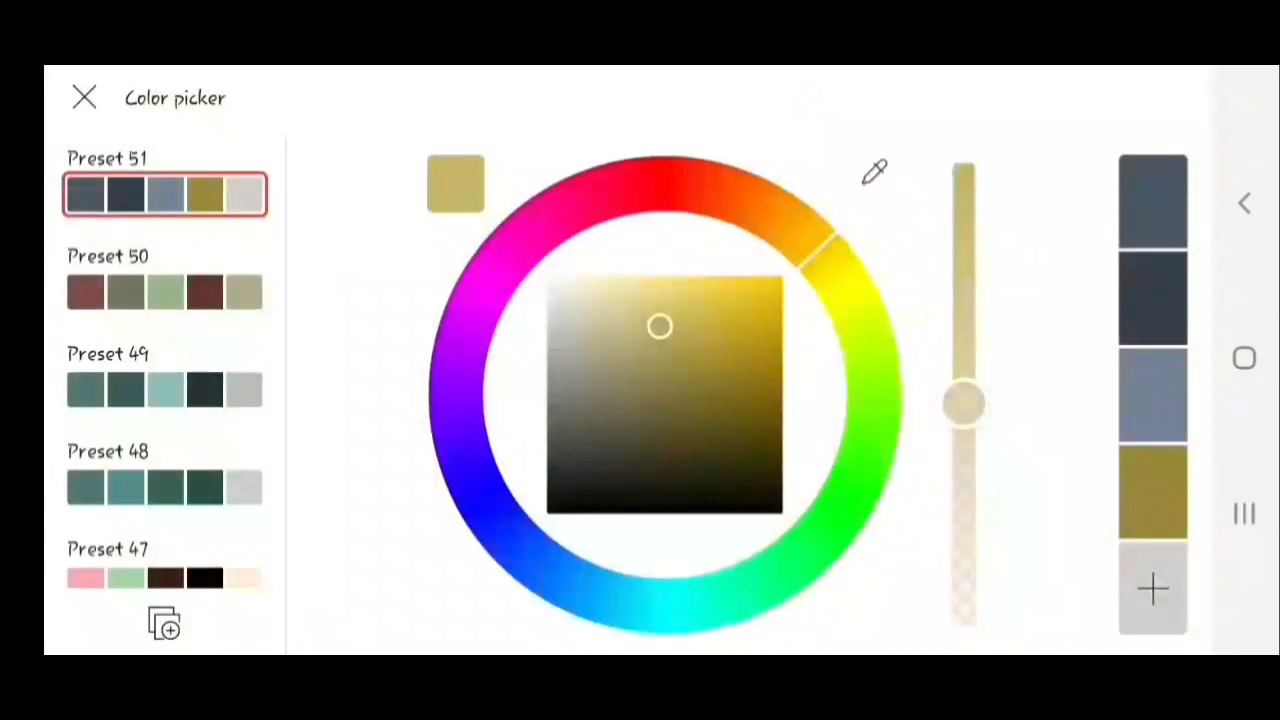 Color picker
Preset 51
Preset 50
Preset 49
Preset 48
Preset 47